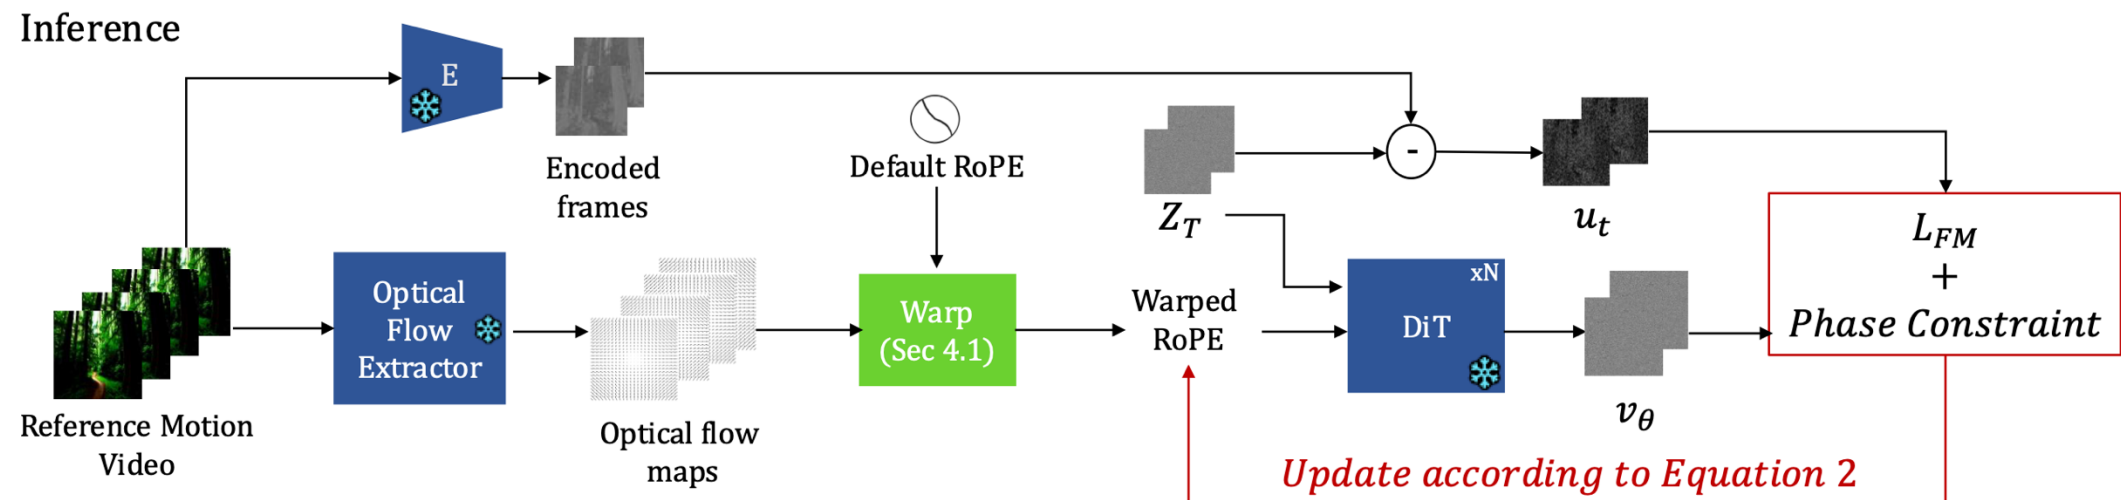 Inference
E
Encoded
frames
Default RoPE
Z_T
-
u_t
L_FM
+
Phase Constraint
Optical
Flow
Extractor
Warp
(Sec 4.1)
Warped
RoPE
xN
DiT
v_θ
Reference Motion
Video
Optical flow
maps
Update according to Equation 2